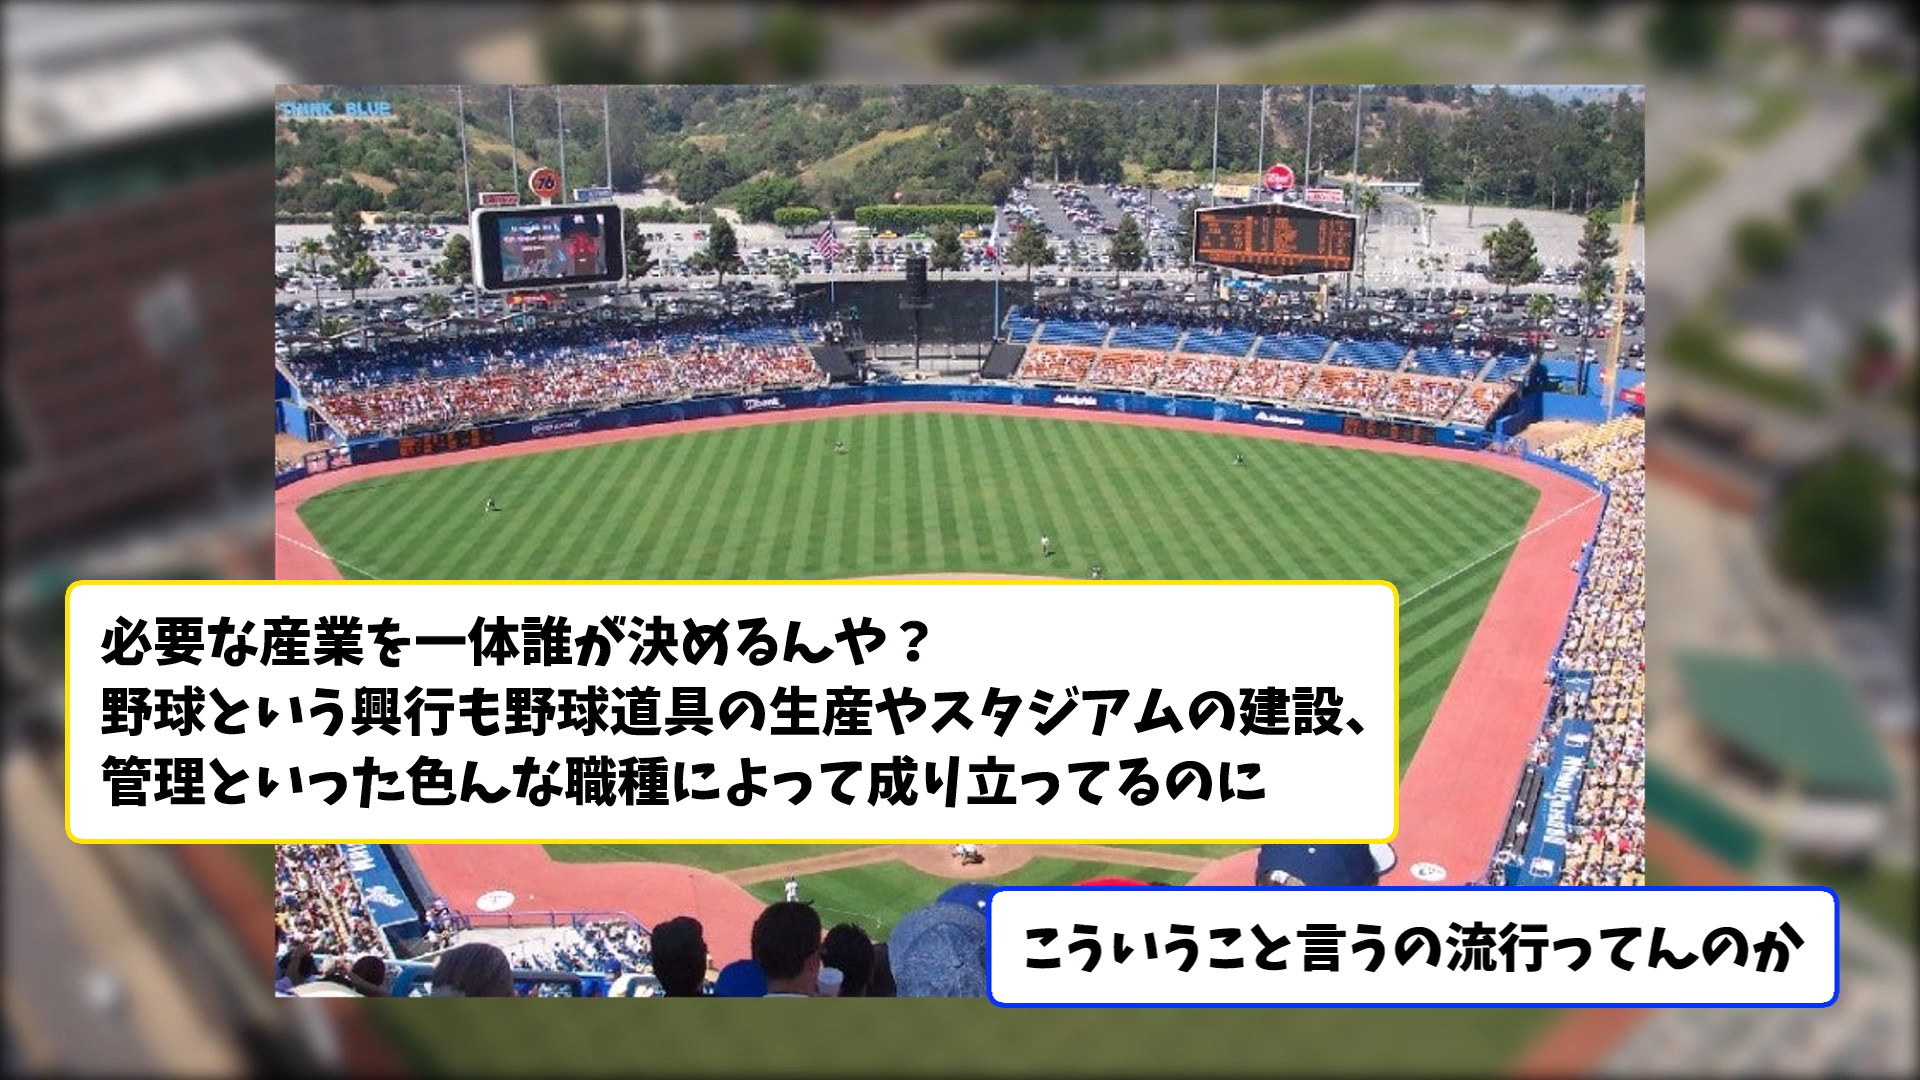 THINK BLUE
76
必要な産業を一体誰が決めるんや？
野球という興行も野球道具の生産やスタジアムの建設、
管理といった色んな職種によって成り立ってるのに
こういうこと言うの流行ってんのか